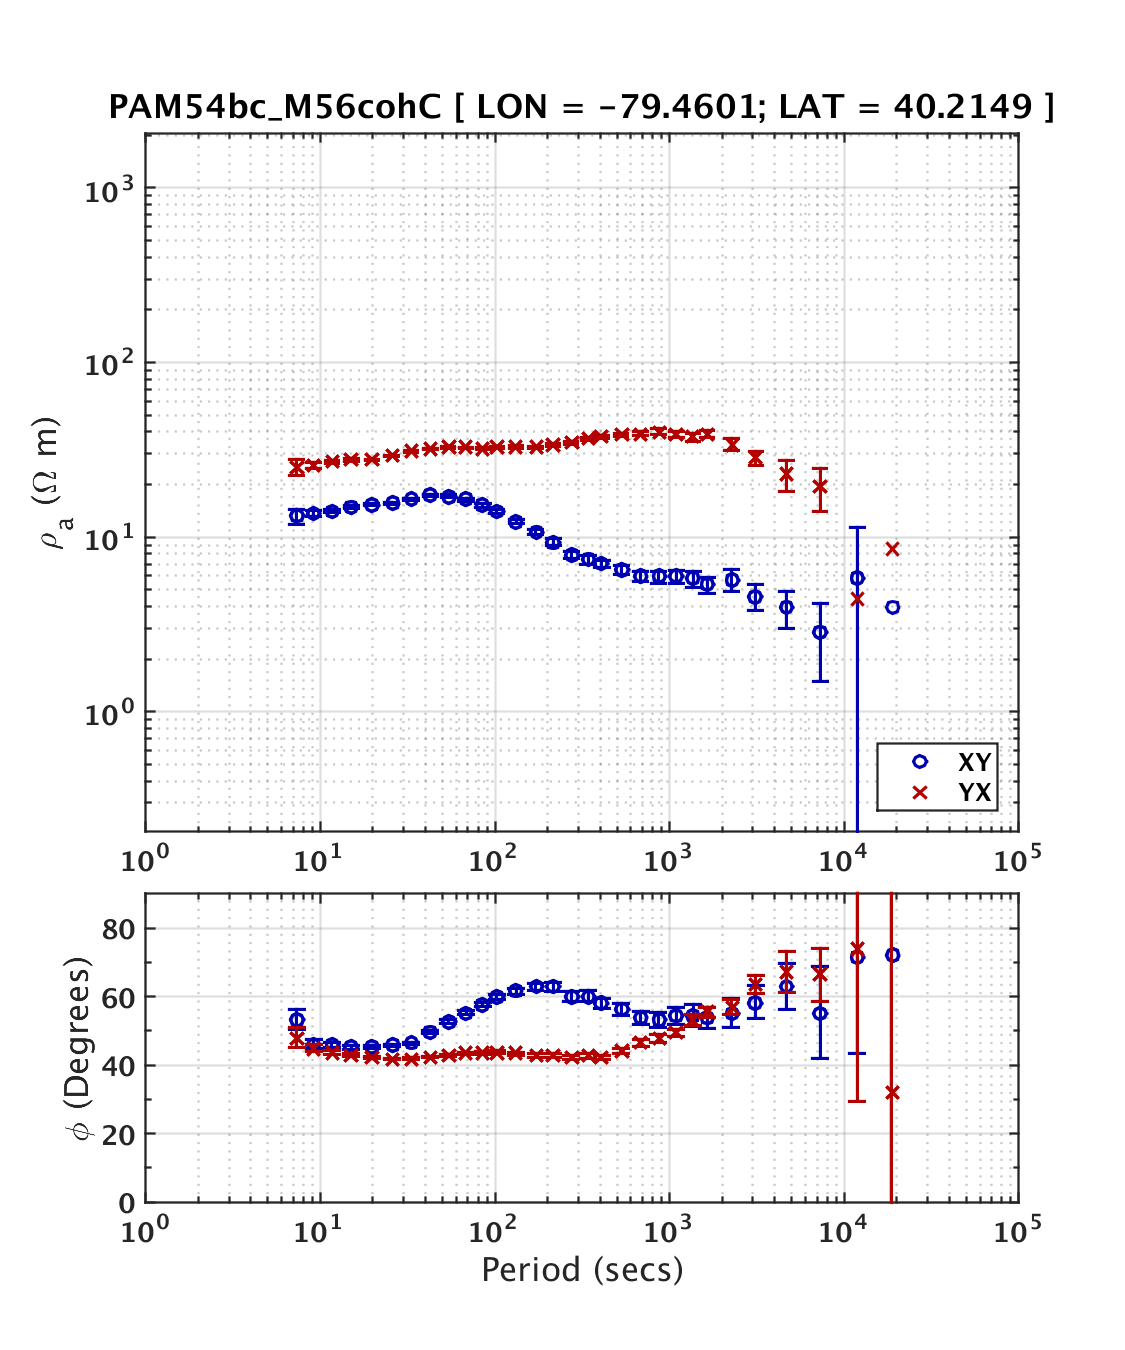 PAM54bc_M56cohC [ LON = -79.4601; LAT = 40.2149 ]
10³
10²
10¹
10⁰
ρₐ (Ω m)
XY
YX
10⁰ 10¹ 10² 10³ 10⁴ 10⁵
80
60
40
20
0
ϕ (Degrees)
10⁰ 10¹ 10² 10³ 10⁴ 10⁵
Period (secs)